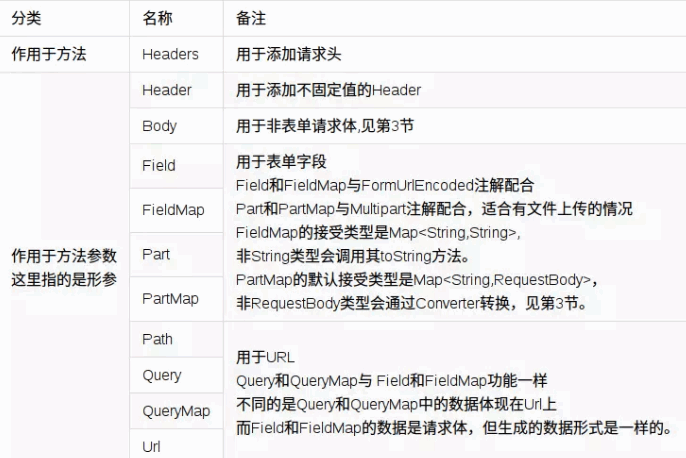 分类 名称 备注
作用于方法 Headers 用于添加请求头
作用于方法参数
这里指的是形参
Header 用于添加不固定值的Header
Body 用于非表单请求体,见第3节
Field
FieldMap
Part
PartMap
用于表单字段
Field和FieldMap与FormUrlEncoded注解配合
Part和PartMap与Multipart注解配合，适合有文件上传的情况
FieldMap的接受类型是Map<String,String>,
非String类型会调用其toString方法。
PartMap的默认接受类型是Map<String,RequestBody>，
非RequestBody类型会通过Converter转换，见第3节。
Path
Query
QueryMap
Url
用于URL
Query和QueryMap与 Field和FieldMap功能一样
不同的是Query和QueryMap中的数据体现在Url上
而Field和FieldMap的数据是请求体，但生成的数据形式是一样的。